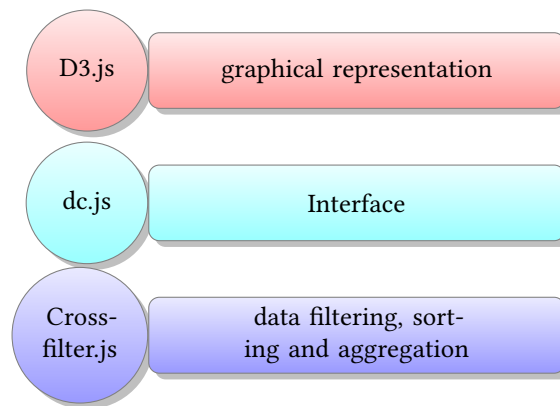 D3.js
graphical representation
dc.js
Interface
Cross-
filter.js
data filtering, sort-
ing and aggregation